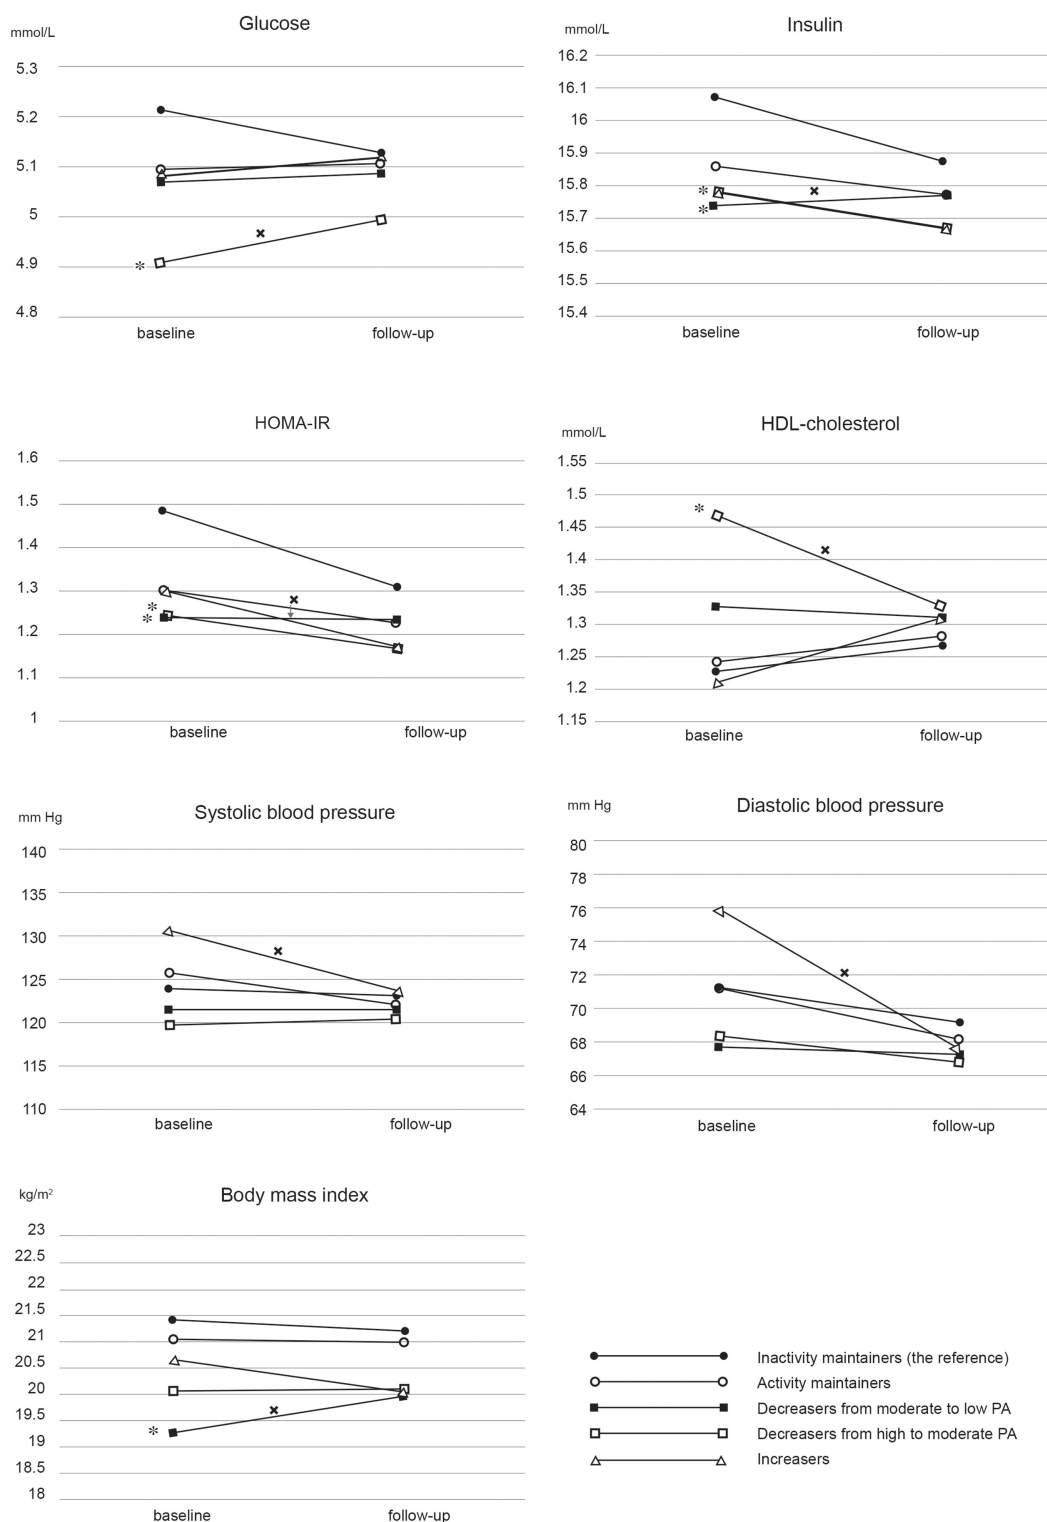 Glucose
mmol/L
5.3
5.2
5.1
5
4.9
4.8
*
×
baseline follow-up
Insulin
mmol/L
16.2
16.1
16
15.9
15.8
15.7
15.6
15.5
15.4
*
*
×
baseline follow-up
HOMA-IR
1.6
1.5
1.4
1.3
1.2
1.1
1
*
*
×
baseline follow-up
HDL-cholesterol
mmol/L
1.55
1.5
1.45
1.4
1.35
1.3
1.25
1.2
1.15
*
×
baseline follow-up
Systolic blood pressure
mm Hg
140
135
130
125
120
115
110
×
baseline follow-up
Diastolic blood pressure
mm Hg
80
78
76
74
72
70
68
66
64
×
baseline follow-up
Body mass index
kg/m²
23
22.5
22
21.5
21
20.5
20
19.5
19
18.5
18
*
×
baseline follow-up
Inactivity maintainers (the reference)
Activity maintainers
Decreasers from moderate to low PA
Decreasers from high to moderate PA
Increasers